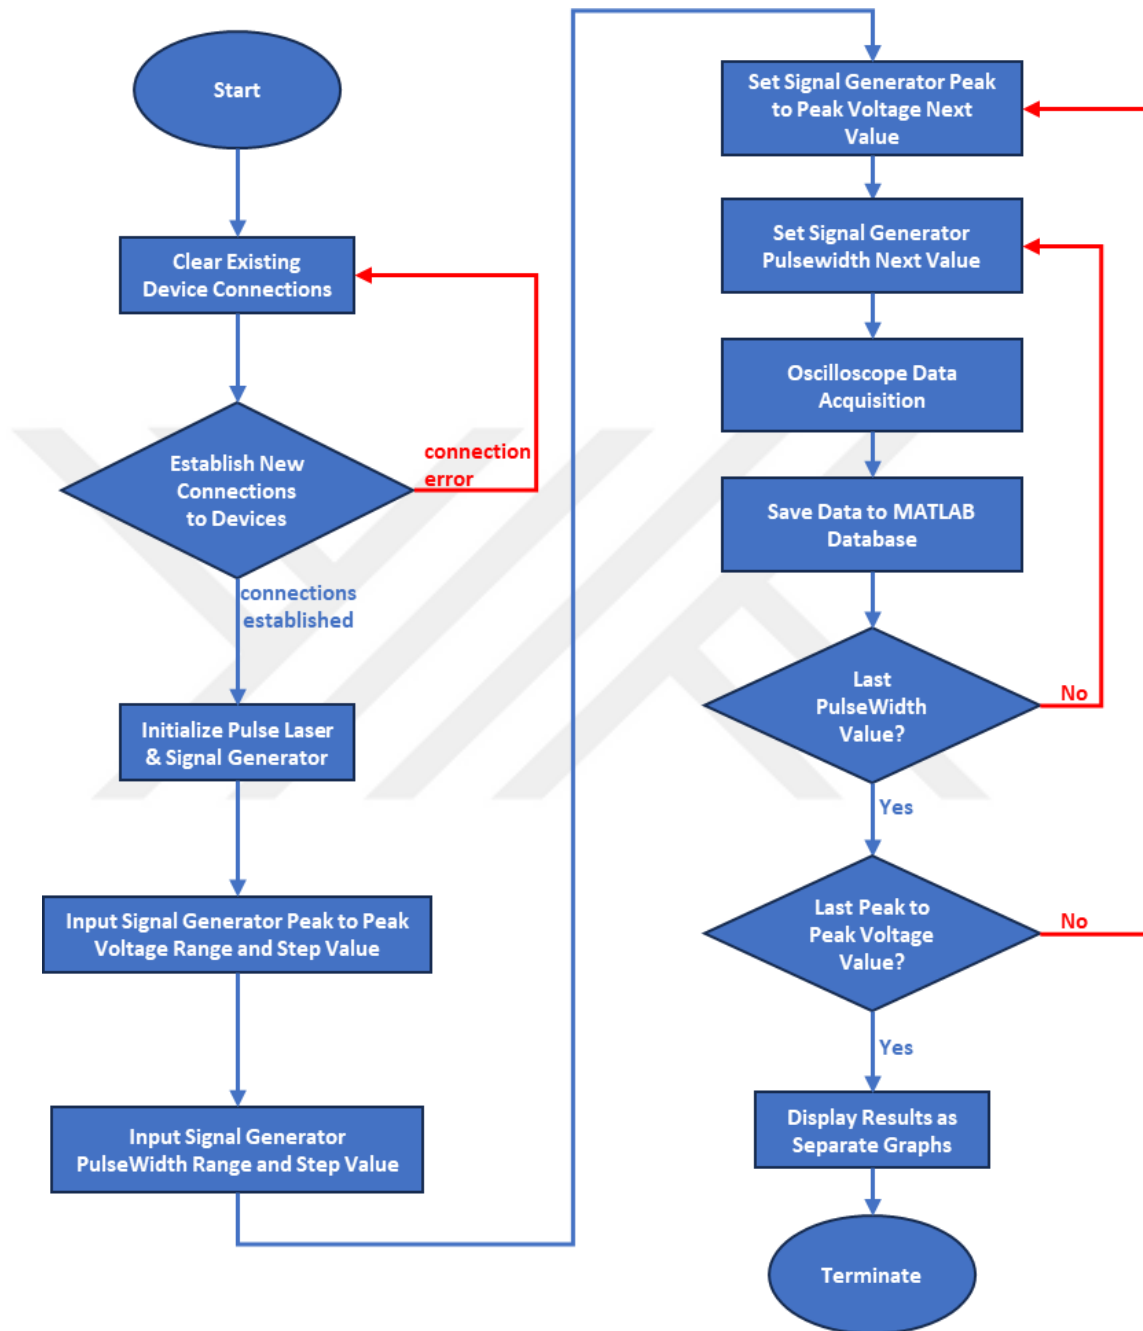 Start
Clear Existing
Device Connections
Establish New
Connections
to Devices
connection
error
connections
established
Initialize Pulse Laser
& Signal Generator
Input Signal Generator Peak to Peak
Voltage Range and Step Value
Input Signal Generator
PulseWidth Range and Step Value
Set Signal Generator Peak
to Peak Voltage Next
Value
Set Signal Generator
Pulsewidth Next Value
Oscilloscope Data
Acquisition
Save Data to MATLAB
Database
Last
PulseWidth
Value?
No
Yes
Last Peak to
Peak Voltage
Value?
No
Yes
Display Results as
Separate Graphs
Terminate